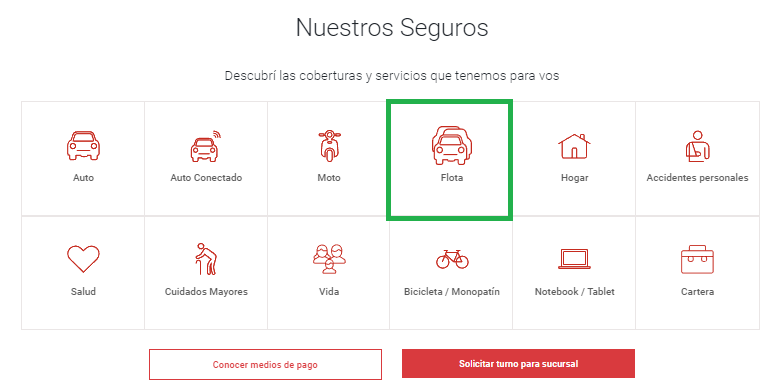 Nuestros Seguros
Descubrí las coberturas y servicios que tenemos para vos
Auto
Auto Conectado
Moto
Flota
Hogar
Accidentes personales
Salud
Cuidados Mayores
Vida
Bicicleta / Monopatín
Notebook / Tablet
Cartera
Conocer medios de pago
Solicitar turno para sucursal